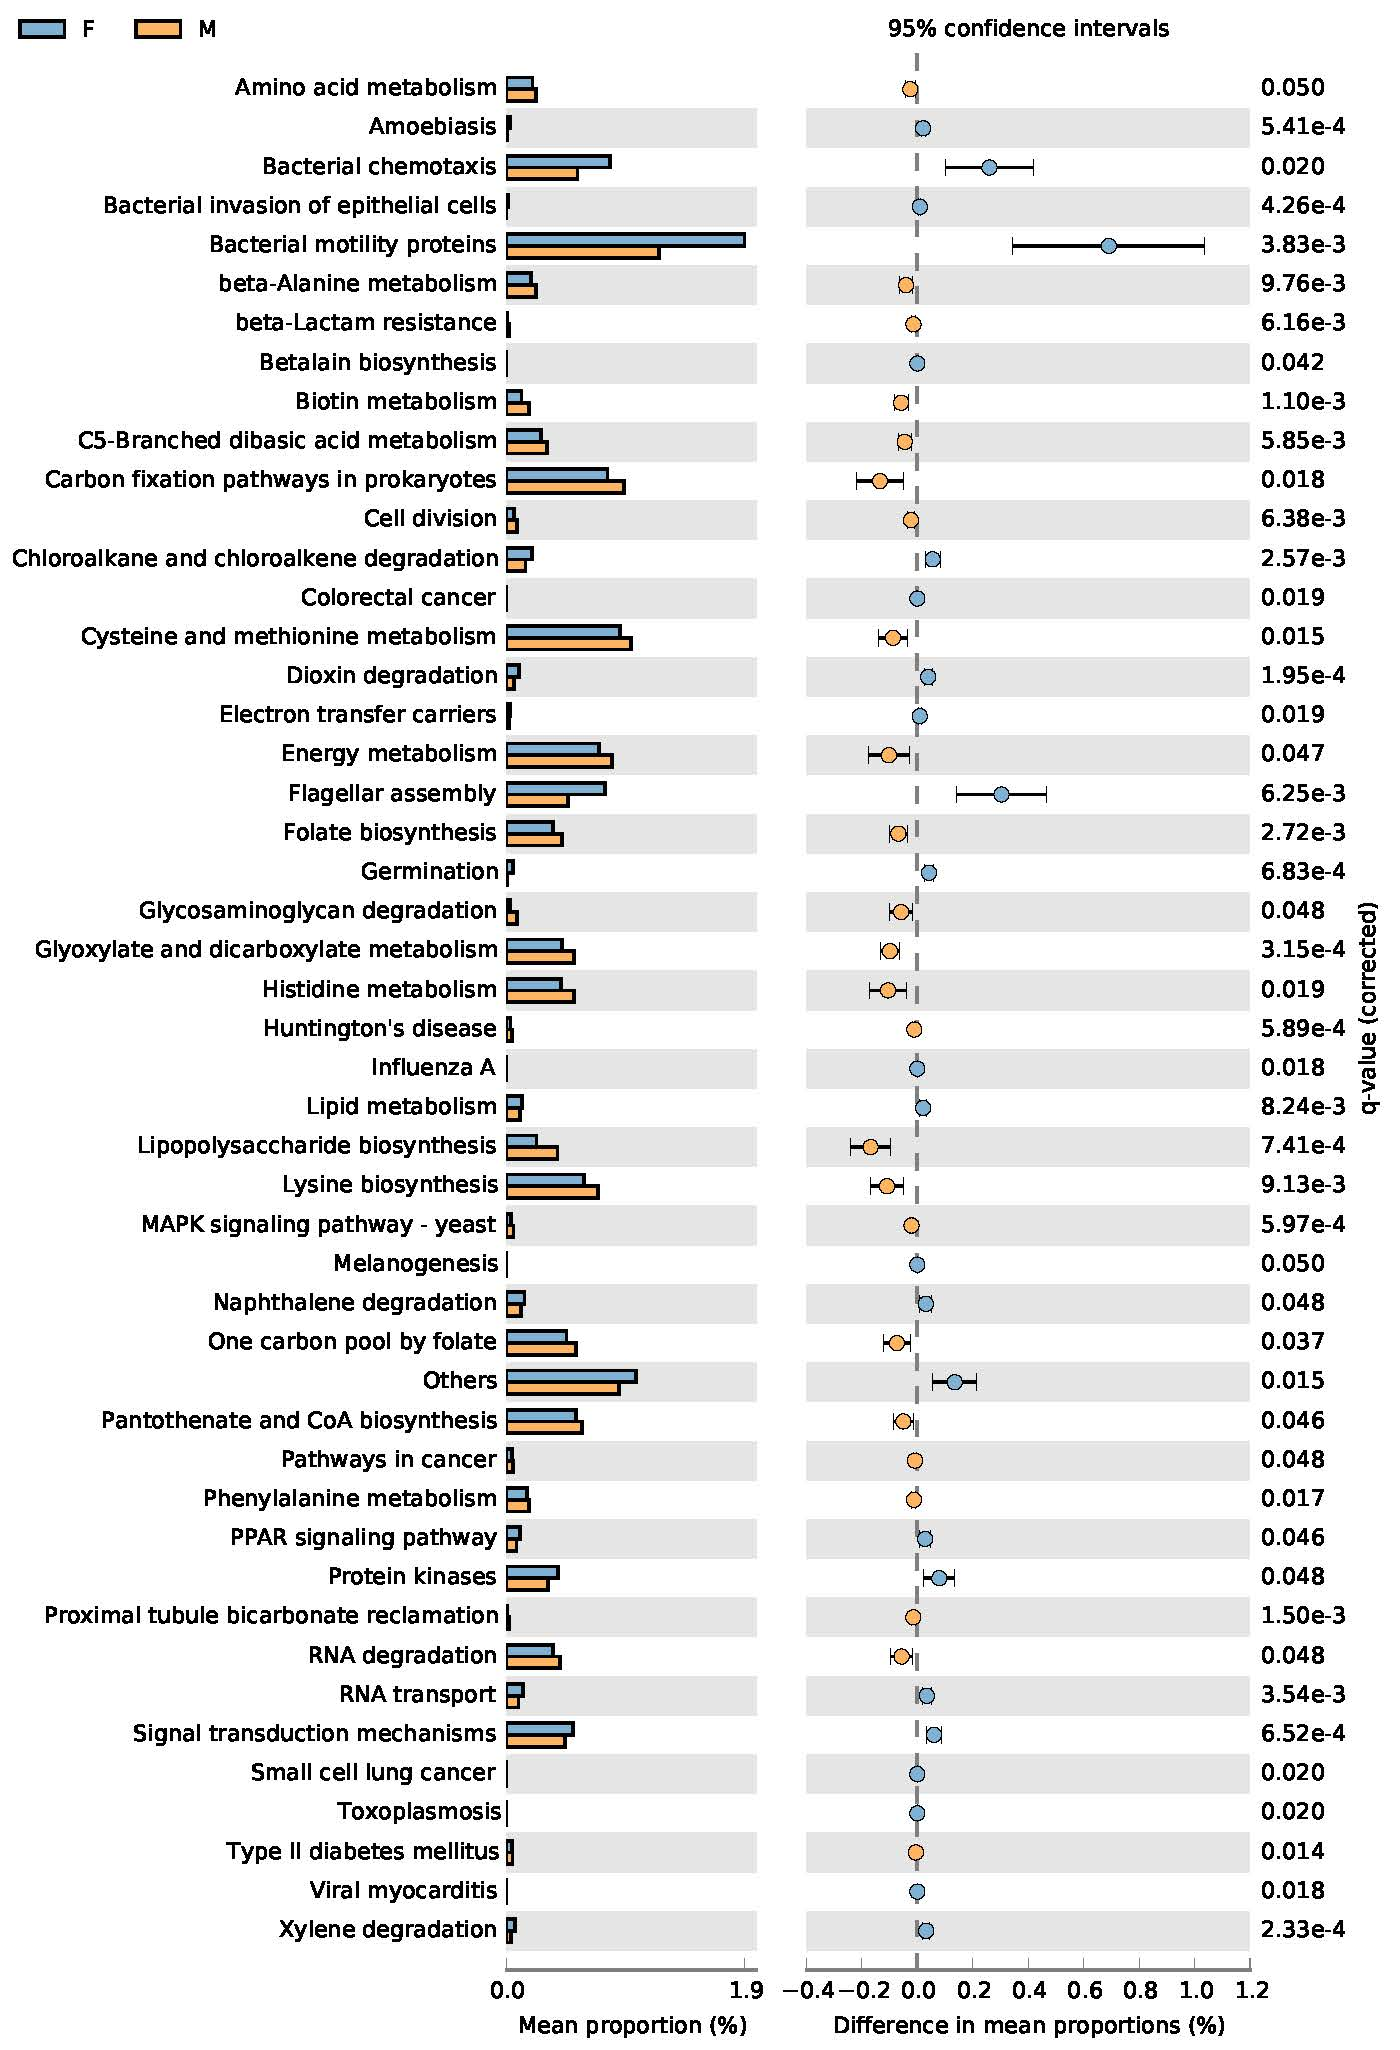 F M 95% confidence intervals
Amino acid metabolism 0.050
Amoebiasis 5.41e-4
Bacterial chemotaxis 0.020
Bacterial invasion of epithelial cells 4.26e-4
Bacterial motility proteins 3.83e-3
beta-Alanine metabolism 9.76e-3
beta-Lactam resistance 6.16e-3
Betalain biosynthesis 0.042
Biotin metabolism 1.10e-3
C5-Branched dibasic acid metabolism 5.85e-3
Carbon fixation pathways in prokaryotes 0.018
Cell division 6.38e-3
Chloroalkane and chloroalkene degradation 2.57e-3
Colorectal cancer 0.019
Cysteine and methionine metabolism 0.015
Dioxin degradation 1.95e-4
Electron transfer carriers 0.019
Energy metabolism 0.047
Flagellar assembly 6.25e-3
Folate biosynthesis 2.72e-3
Germination 6.83e-4
Glycosaminoglycan degradation 0.048
Glyoxylate and dicarboxylate metabolism 3.15e-4
Histidine metabolism 0.019
Huntington's disease 5.89e-4
Influenza A 0.018
Lipid metabolism 8.24e-3
Lipopolysaccharide biosynthesis 7.41e-4
Lysine biosynthesis 9.13e-3
MAPK signaling pathway - yeast 5.97e-4
Melanogenesis 0.050
Naphthalene degradation 0.048
One carbon pool by folate 0.037
Others 0.015
Pantothenate and CoA biosynthesis 0.046
Pathways in cancer 0.048
Phenylalanine metabolism 0.017
PPAR signaling pathway 0.046
Protein kinases 0.048
Proximal tubule bicarbonate reclamation 1.50e-3
RNA degradation 0.048
RNA transport 3.54e-3
Signal transduction mechanisms 6.52e-4
Small cell lung cancer 0.020
Toxoplasmosis 0.020
Type II diabetes mellitus 0.014
Viral myocarditis 0.018
Xylene degradation 2.33e-4
q-value (corrected)
0.0 1.9 −0.4 −0.2 0.0 0.2 0.4 0.6 0.8 1.0 1.2
Mean proportion (%) Difference in mean proportions (%)